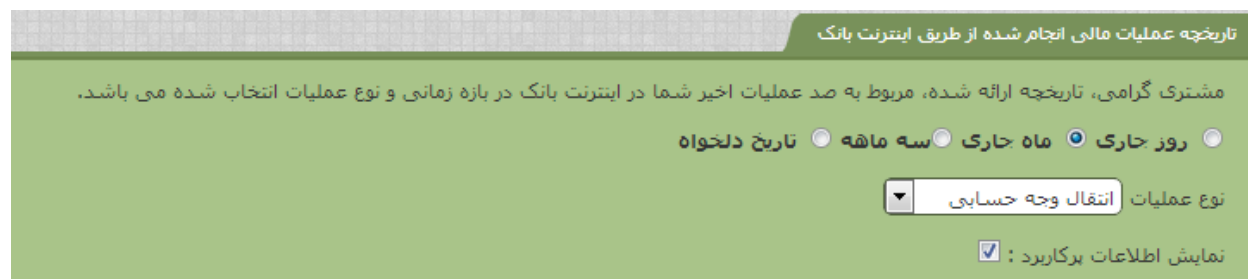 تاریخچه عملیات مالی انجام شده از طریق اینترنت بانک
مشتری گرامی، تاریخچه ارائه شده، مربوط به صد عملیات اخیر شما در اینترنت بانک در بازه زمانی و نوع عملیات انتخاب شده می باشد.
روز جاری ماه جاری سه ماهه تاریخ دلخواه
نوع عملیات انتقال وجه حسابی
نمایش اطلاعات پرکاربرد :